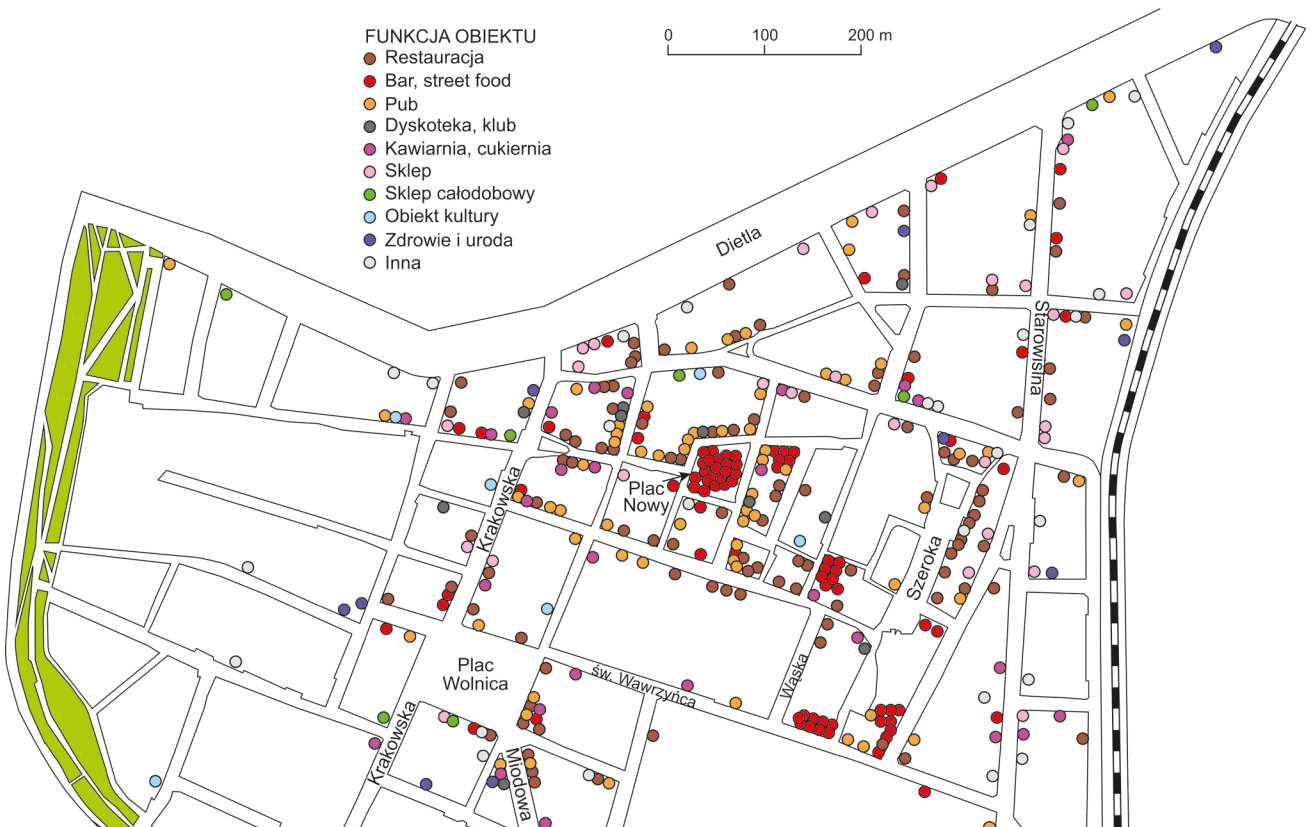 FUNKCJA OBIEKTU
Restauracja
Bar, street food
Pub
Dyskoteka, klub
Kawiarnia, cukiernia
Sklep
Sklep całodobowy
Obiekt kultury
Zdrowie i uroda
Inna
0 100 200 m
Dietla
Starowiślna
Krakowska
Plac
Nowy
Szeroka
Plac
Wolnica
św. Wawrzyńca
Wąska
Krakowska
Miodowa